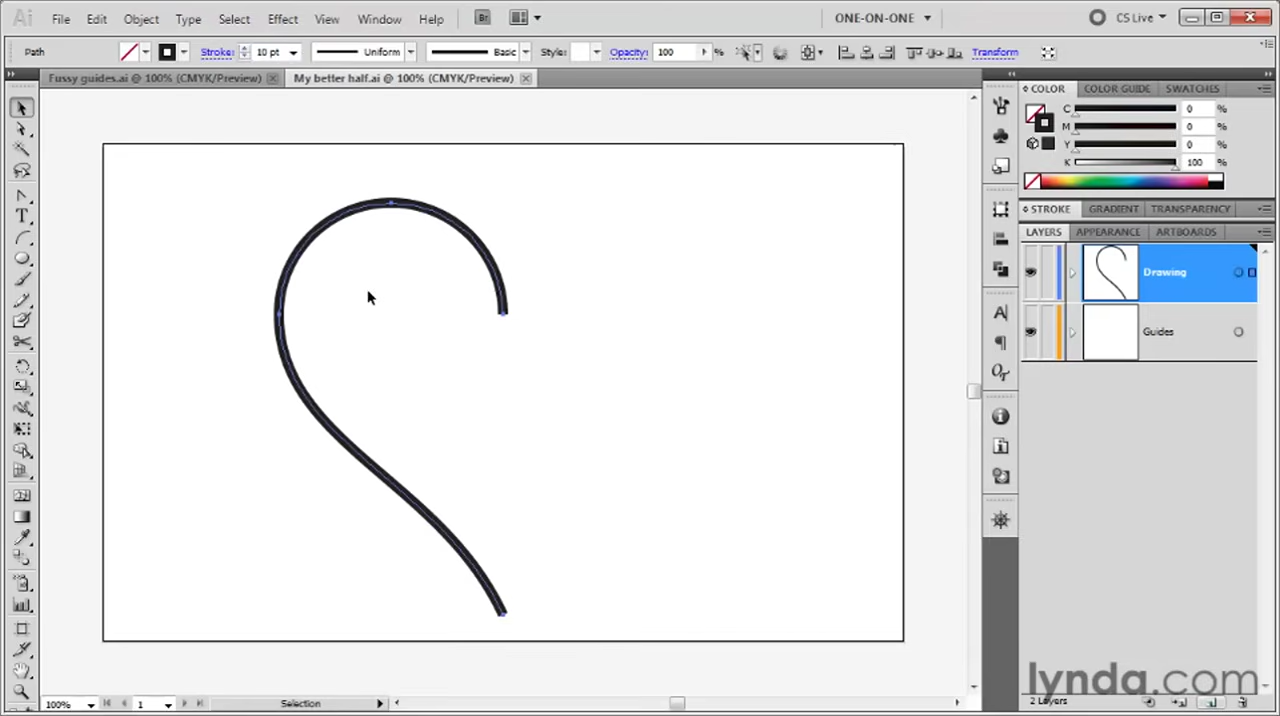 Ai File Edit Object Type Select Effect View Window Help Br ONE-ON-ONE CS Live
Path Stroke: 10 pt Uniform Basic Style: Opacity: 100 % Transform
Fussy guides.ai @ 100% (CMYK/Preview) My better half.ai @ 100% (CMYK/Preview)
COLOR COLOR GUIDE SWATCHES
C 0 %
M 0 %
Y 0 %
K 100 %
STROKE GRADIENT TRANSPARENCY
LAYERS APPEARANCE ARTBOARDS
Drawing
Guides
lynda.com
2 Layers
100% 1 Selection